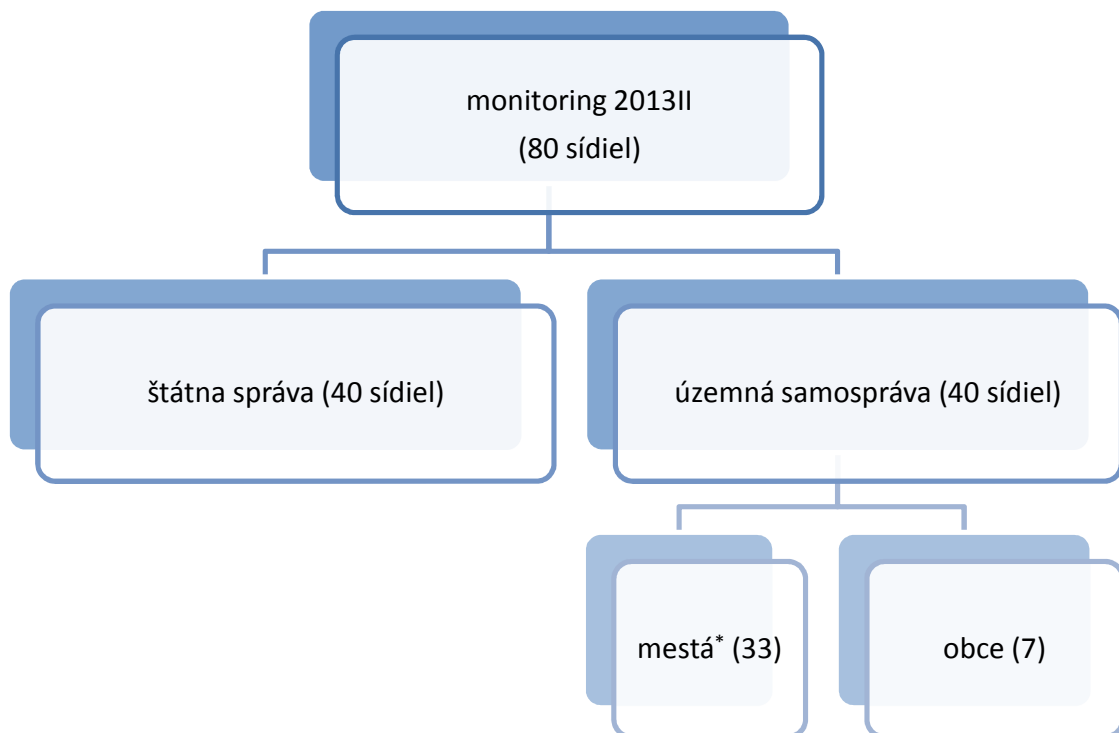 monitoring 2013II
(80 sídiel)
štátna správa (40 sídiel)
územná samospráva (40 sídiel)
mestá* (33)
obce (7)